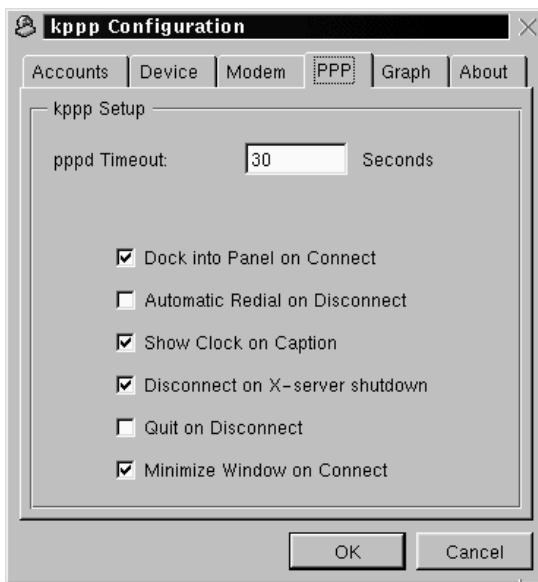 kppp Configuration
Accounts Device Modem PPP Graph About
kppp Setup
pppd Timeout: 30 Seconds
Dock into Panel on Connect
Automatic Redial on Disconnect
Show Clock on Caption
Disconnect on X-server shutdown
Quit on Disconnect
Minimize Window on Connect
OK Cancel